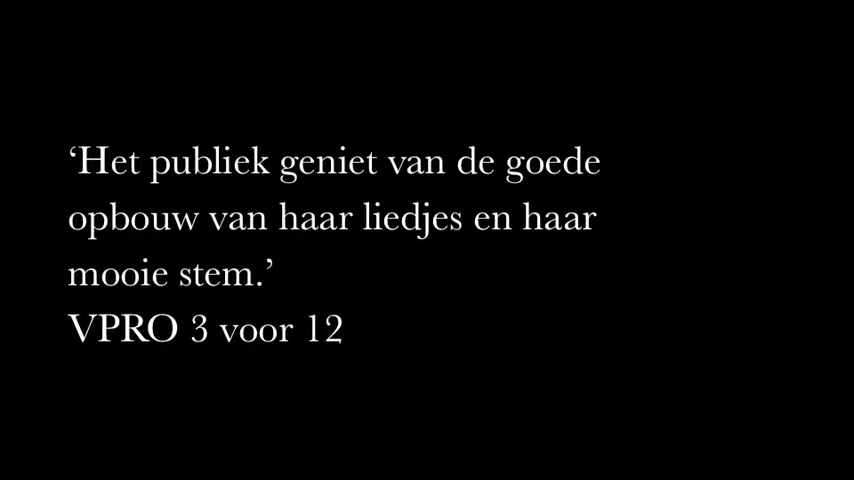 ‘Het publiek geniet van de goede
opbouw van haar liedjes en haar
mooie stem.’
VPRO 3 voor 12